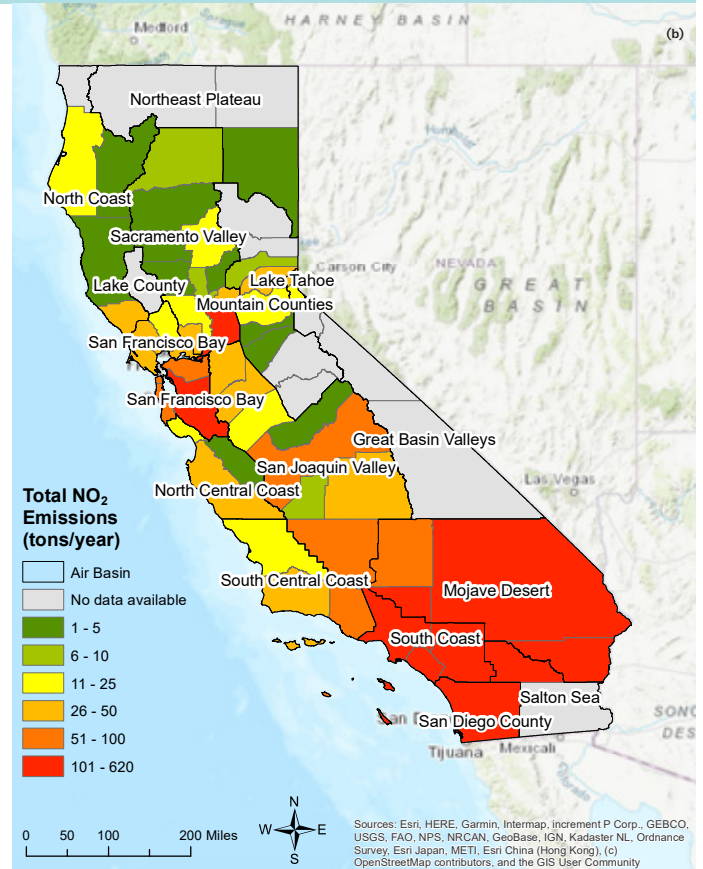 HARNEY BASIN
Medford
(b)
Northeast Plateau
Humboldt
North Coast
Sacramento Valley
Carson City
NEVADA
GREAT
BASIN
Lake County
Lake Tahoe
Mountain Counties
San Francisco Bay
San Francisco Bay
Great Basin Valleys
San Joaquin Valley
Las Vegas
North Central Coast
Total NO₂
Emissions
(tons/year)
Air Basin
No data available
1 - 5
6 - 10
11 - 25
26 - 50
51 - 100
101 - 620
South Central Coast
Mojave Desert
South Coast
Salton Sea
San Diego County
SONO
DES
Tijuana
Mexicali
Colorado
N
W
E
S
0 50 100 200 Miles
Sources: Esri, HERE, Garmin, Intermap, increment P Corp., GEBCO,
USGS, FAO, NPS, NRCAN, GeoBase, IGN, Kadaster NL, Ordnance
Survey, Esri Japan, METI, Esri China (Hong Kong), (c)
OpenStreetMap contributors, and the GIS User Community